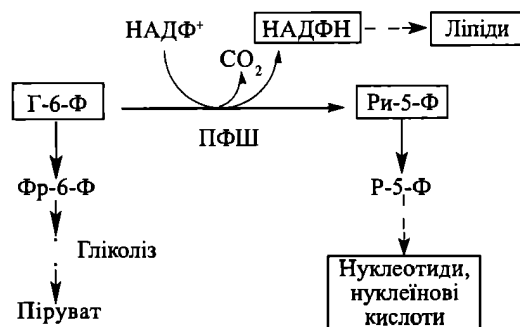 НАДФ⁺
НАДФН
Ліпіди
CO₂
Г-6-Ф
Ри-5-Ф
ПФШ
Фр-6-Ф
Р-5-Ф
Гліколіз
Піруват
Нуклеотиди,
нуклеїнові
кислоти